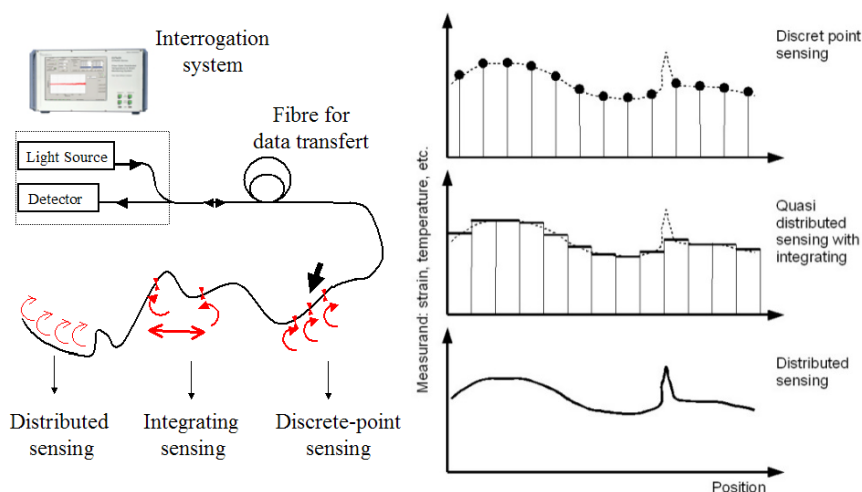 Interrogation
system
Fibre for
data transfert
Light Source
Detector
Distributed
sensing
Integrating
sensing
Discrete-point
sensing
Measurand: strain, temperature, etc.
Discret point
sensing
Quasi
distributed
sensing with
integrating
Distributed
sensing
Position